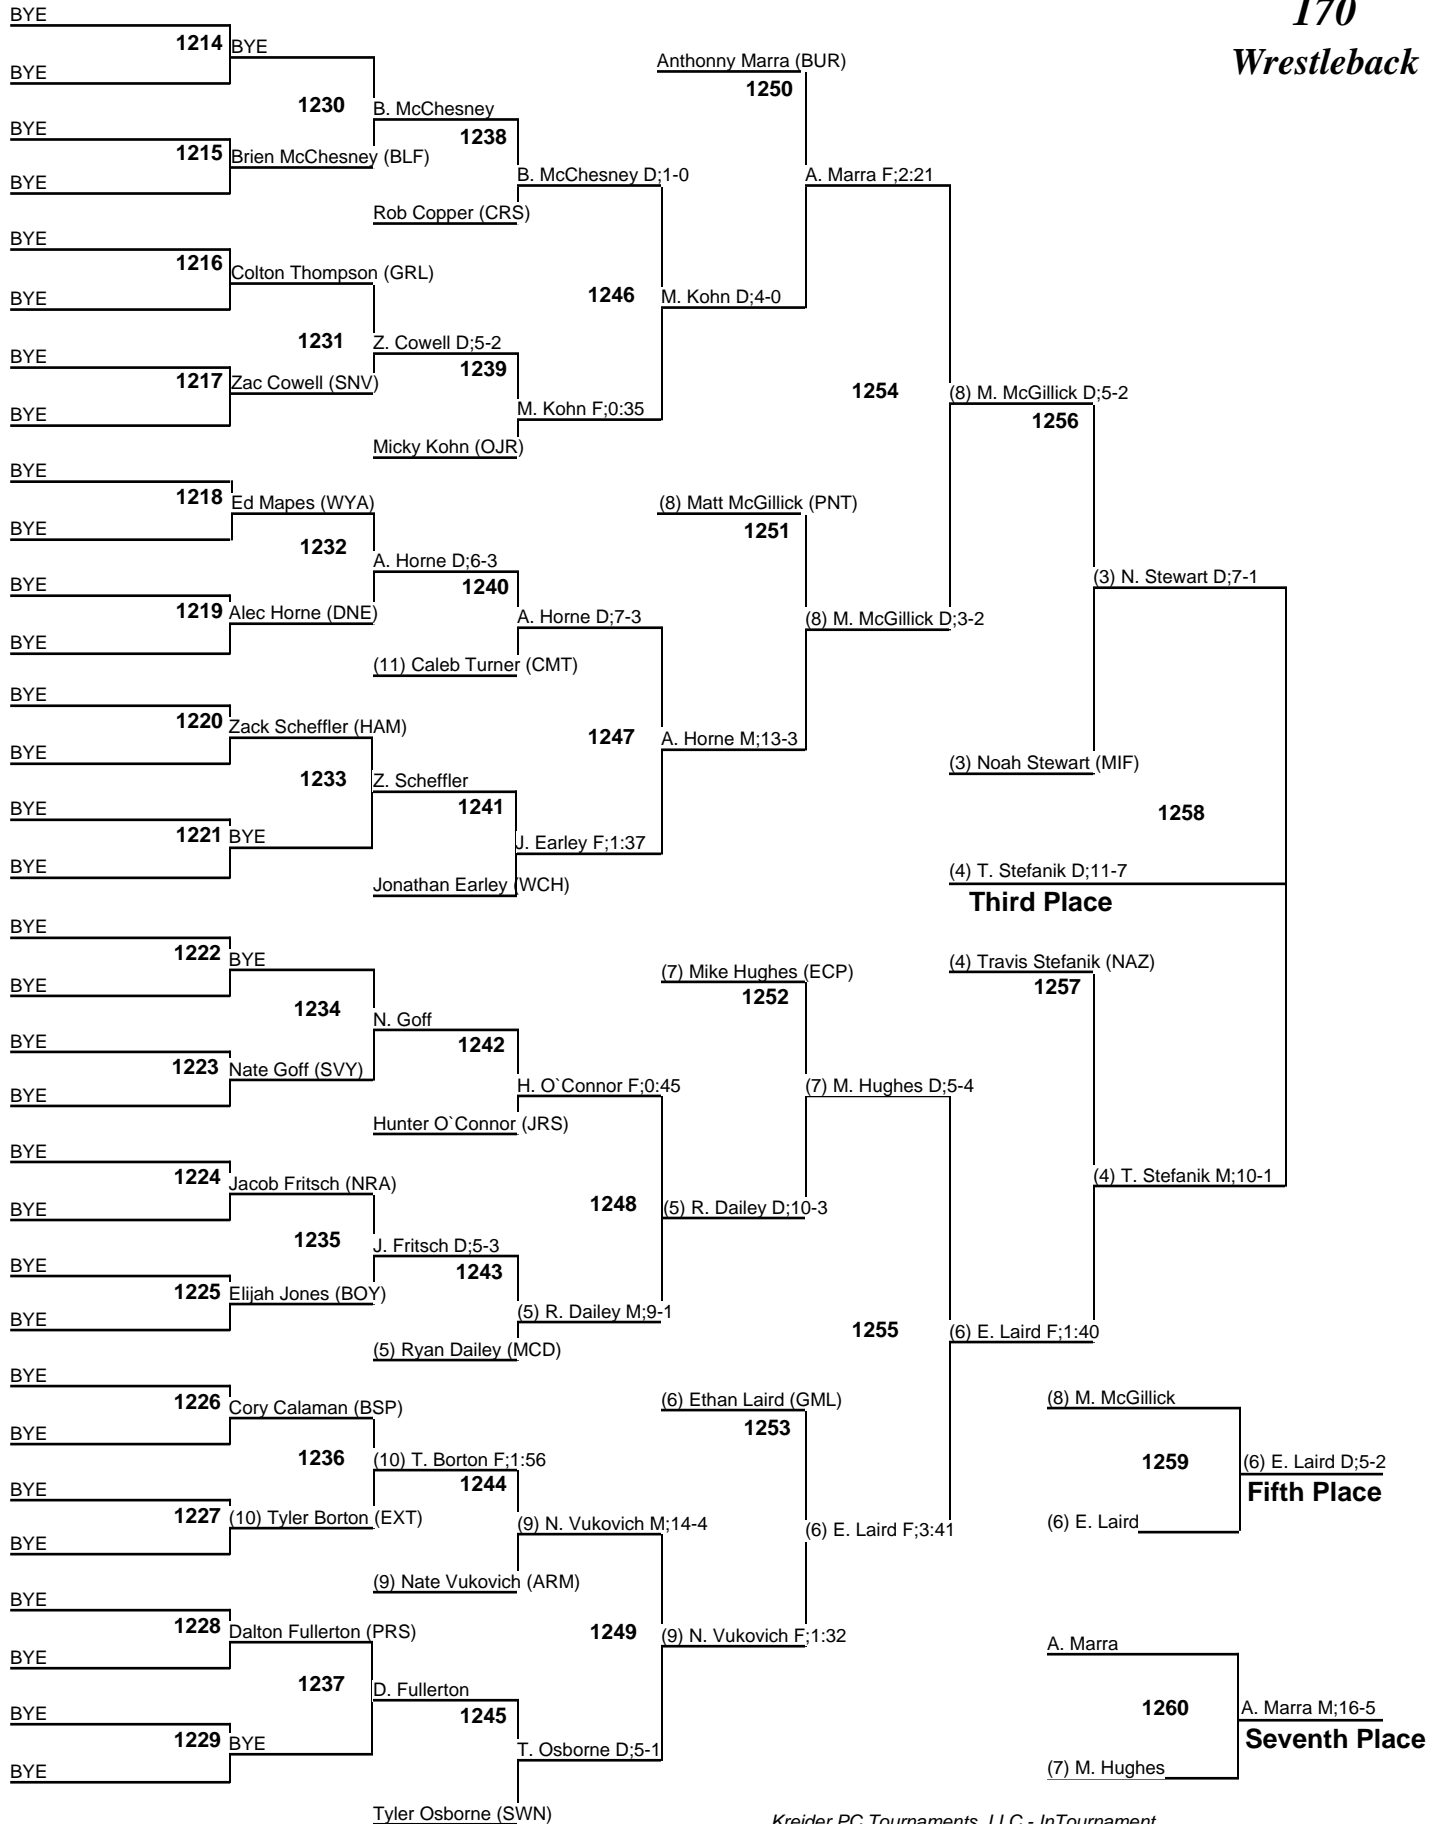 170
Wrestleback
BYE
1214
BYE
BYE
1230
B. McChesney
BYE
1215
Brien McChesney (BLF)
BYE
1238
B. McChesney D;1-0
Rob Copper (CRS)
BYE
1216
Colton Thompson (GRL)
BYE
1231
Z. Cowell D;5-2
BYE
1217
Zac Cowell (SNV)
BYE
1239
M. Kohn F;0:35
Micky Kohn (OJR)
1246
M. Kohn D;4-0
Anthonny Marra (BUR)
1250
A. Marra F;2:21
BYE
1218
Ed Mapes (WYA)
BYE
1232
A. Horne D;6-3
BYE
1219
Alec Horne (DNE)
BYE
1240
A. Horne D;7-3
(11) Caleb Turner (CMT)
BYE
1220
Zack Scheffler (HAM)
BYE
1233
Z. Scheffler
BYE
1221
BYE
BYE
1241
J. Earley F;1:37
Jonathan Earley (WCH)
1247
A. Horne M;13-3
(8) Matt McGillick (PNT)
1251
(8) M. McGillick D;3-2
1254
(8) M. McGillick D;5-2
1256
(3) N. Stewart D;7-1
(3) Noah Stewart (MIF)
1258
(4) T. Stefanik D;11-7
Third Place
BYE
1222
BYE
BYE
1234
N. Goff
BYE
1223
Nate Goff (SVY)
BYE
1242
H. O`Connor F;0:45
Hunter O`Connor (JRS)
BYE
1224
Jacob Fritsch (NRA)
BYE
1235
J. Fritsch D;5-3
BYE
1225
Elijah Jones (BOY)
BYE
1243
(5) R. Dailey M;9-1
(5) Ryan Dailey (MCD)
1248
(5) R. Dailey D;10-3
(7) Mike Hughes (ECP)
1252
(7) M. Hughes D;5-4
(4) Travis Stefanik (NAZ)
1257
(4) T. Stefanik M;10-1
1255
(6) E. Laird F;1:40
BYE
1226
Cory Calaman (BSP)
BYE
1236
(10) T. Borton F;1:56
BYE
1227
(10) Tyler Borton (EXT)
BYE
1244
(9) N. Vukovich M;14-4
(9) Nate Vukovich (ARM)
BYE
1228
Dalton Fullerton (PRS)
BYE
1237
D. Fullerton
BYE
1229
BYE
BYE
1245
T. Osborne D;5-1
Tyler Osborne (SWN)
1249
(9) N. Vukovich F;1:32
(6) Ethan Laird (GML)
1253
(6) E. Laird F;3:41
(8) M. McGillick
1259
(6) E. Laird D;5-2
Fifth Place
(6) E. Laird
A. Marra
1260
A. Marra M;16-5
Seventh Place
(7) M. Hughes
Kreider PC Tournaments, LLC - InTournament